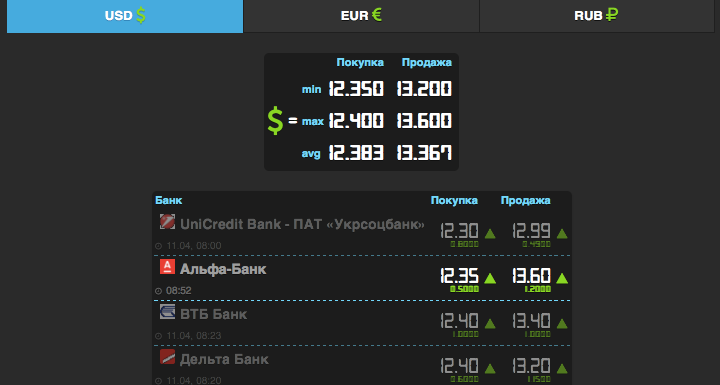 USD $
EUR €
RUB ₽
Покупка Продажа
min 12.350 13.200
$ = max 12.400 13.600
avg 12.383 13.367
Банк Покупка Продажа
UniCredit Bank - ПАТ «Укрсоцбанк» 12.30 ▲ 12.99 ▲
11.04, 08:00 0.8000 0.4900
Альфа-Банк 12.35 ▲ 13.60 ▲
08:52 0.5000 1.2000
ВТБ Банк 12.40 ▲ 13.40 ▲
11.04, 08:23 1.0000 1.0000
Дельта Банк 12.40 ▲ 13.20 ▲
11.04, 08:20 0.6000 1.1500